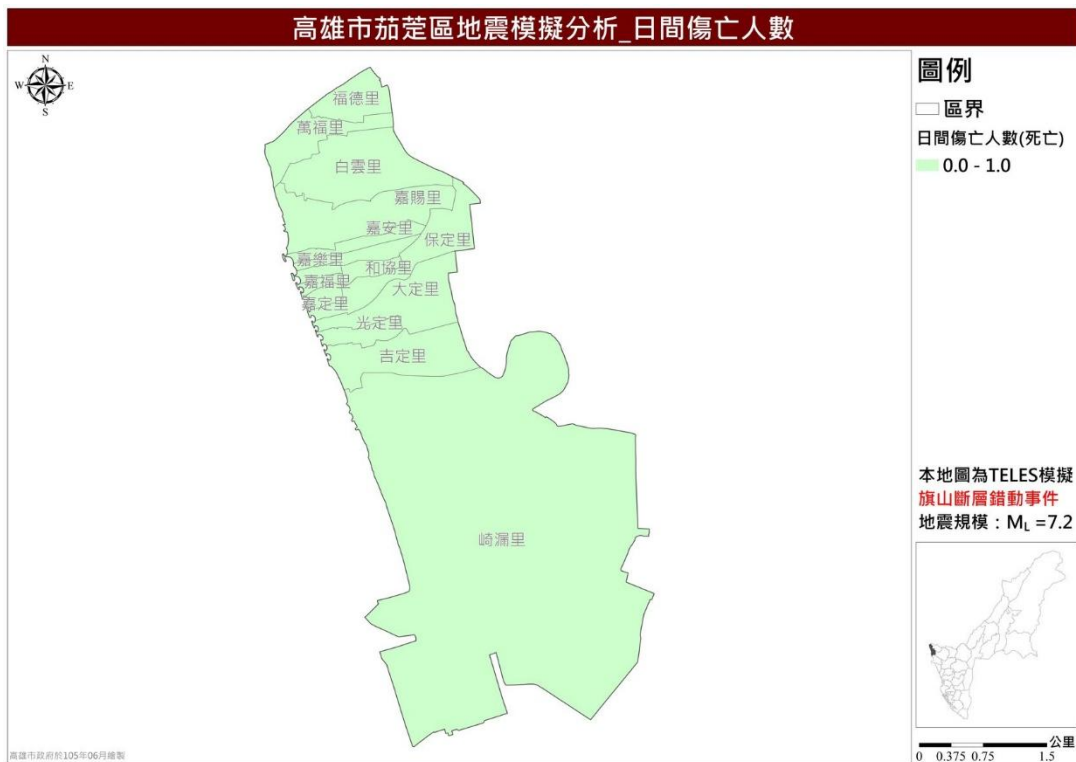 高雄市茄萣區地震模擬分析_日間傷亡人數
N
W E
S
圖例
區界
日間傷亡人數(死亡)
0.0 - 1.0
福德里
萬福里
白雲里
嘉賜里
嘉安里
保定里
嘉樂里
和協里
嘉福里
大定里
嘉定里
光定里
吉定里
崎漏里
本地圖為TELES模擬
旗山斷層錯動事件
地震規模：ML =7.2
公里
0 0.375 0.75 1.5
高雄市政府於105年06月繪製